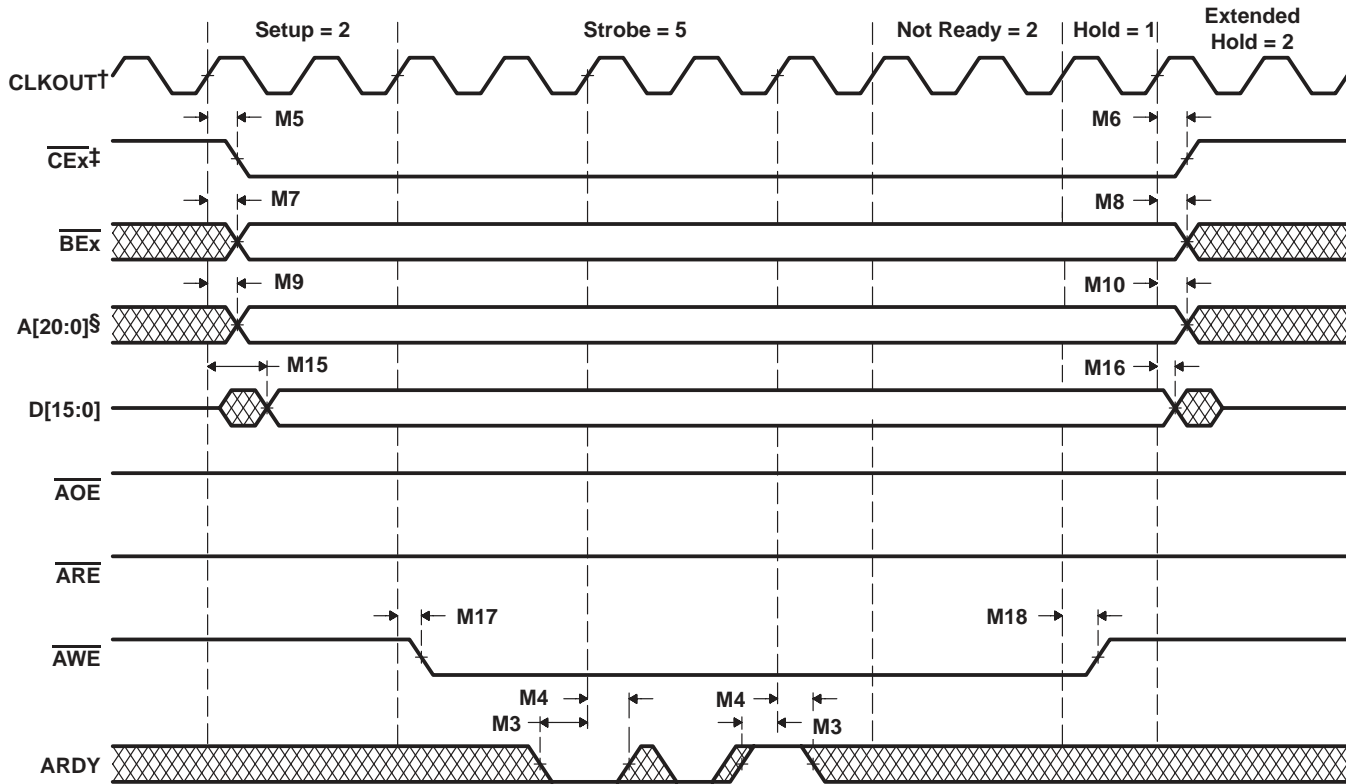 Setup = 2
Strobe = 5
Not Ready = 2
Hold = 1
Extended
Hold = 2
CLKOUT†
M5
M6
CEx‡
M7
M8
BEx
M9
M10
A[20:0]§
M15
M16
D[15:0]
AOE
ARE
M17
M18
AWE
M4
M4
M3
M3
ARDY